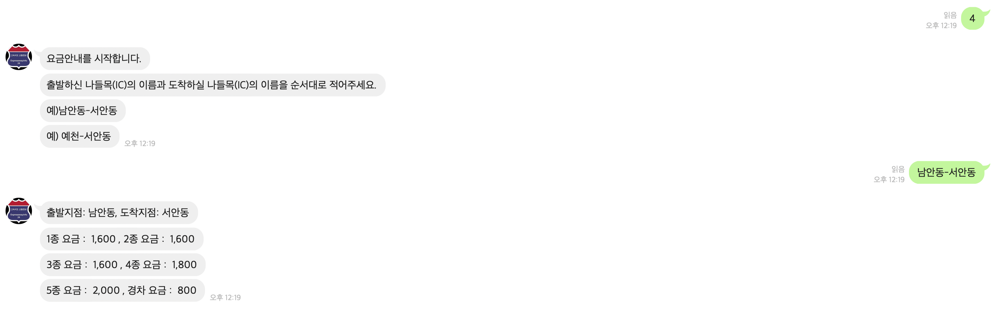 읽음
오후 12:19
4
고속국도 교통정보
Expresswayinfo
24
요금안내를 시작합니다.
출발하신 나들목(IC)의 이름과 도착하실 나들목(IC)의 이름을 순서대로 적어주세요.
예)남안동-서안동
예) 예천-서안동
오후 12:19
읽음
오후 12:19
남안동-서안동
고속국도 교통정보
Expresswayinfo
24
출발지점: 남안동, 도착지점: 서안동
1종 요금 : 1,600 , 2종 요금 : 1,600
3종 요금 : 1,600 , 4종 요금 : 1,800
5종 요금 : 2,000 , 경차 요금 : 800
오후 12:19